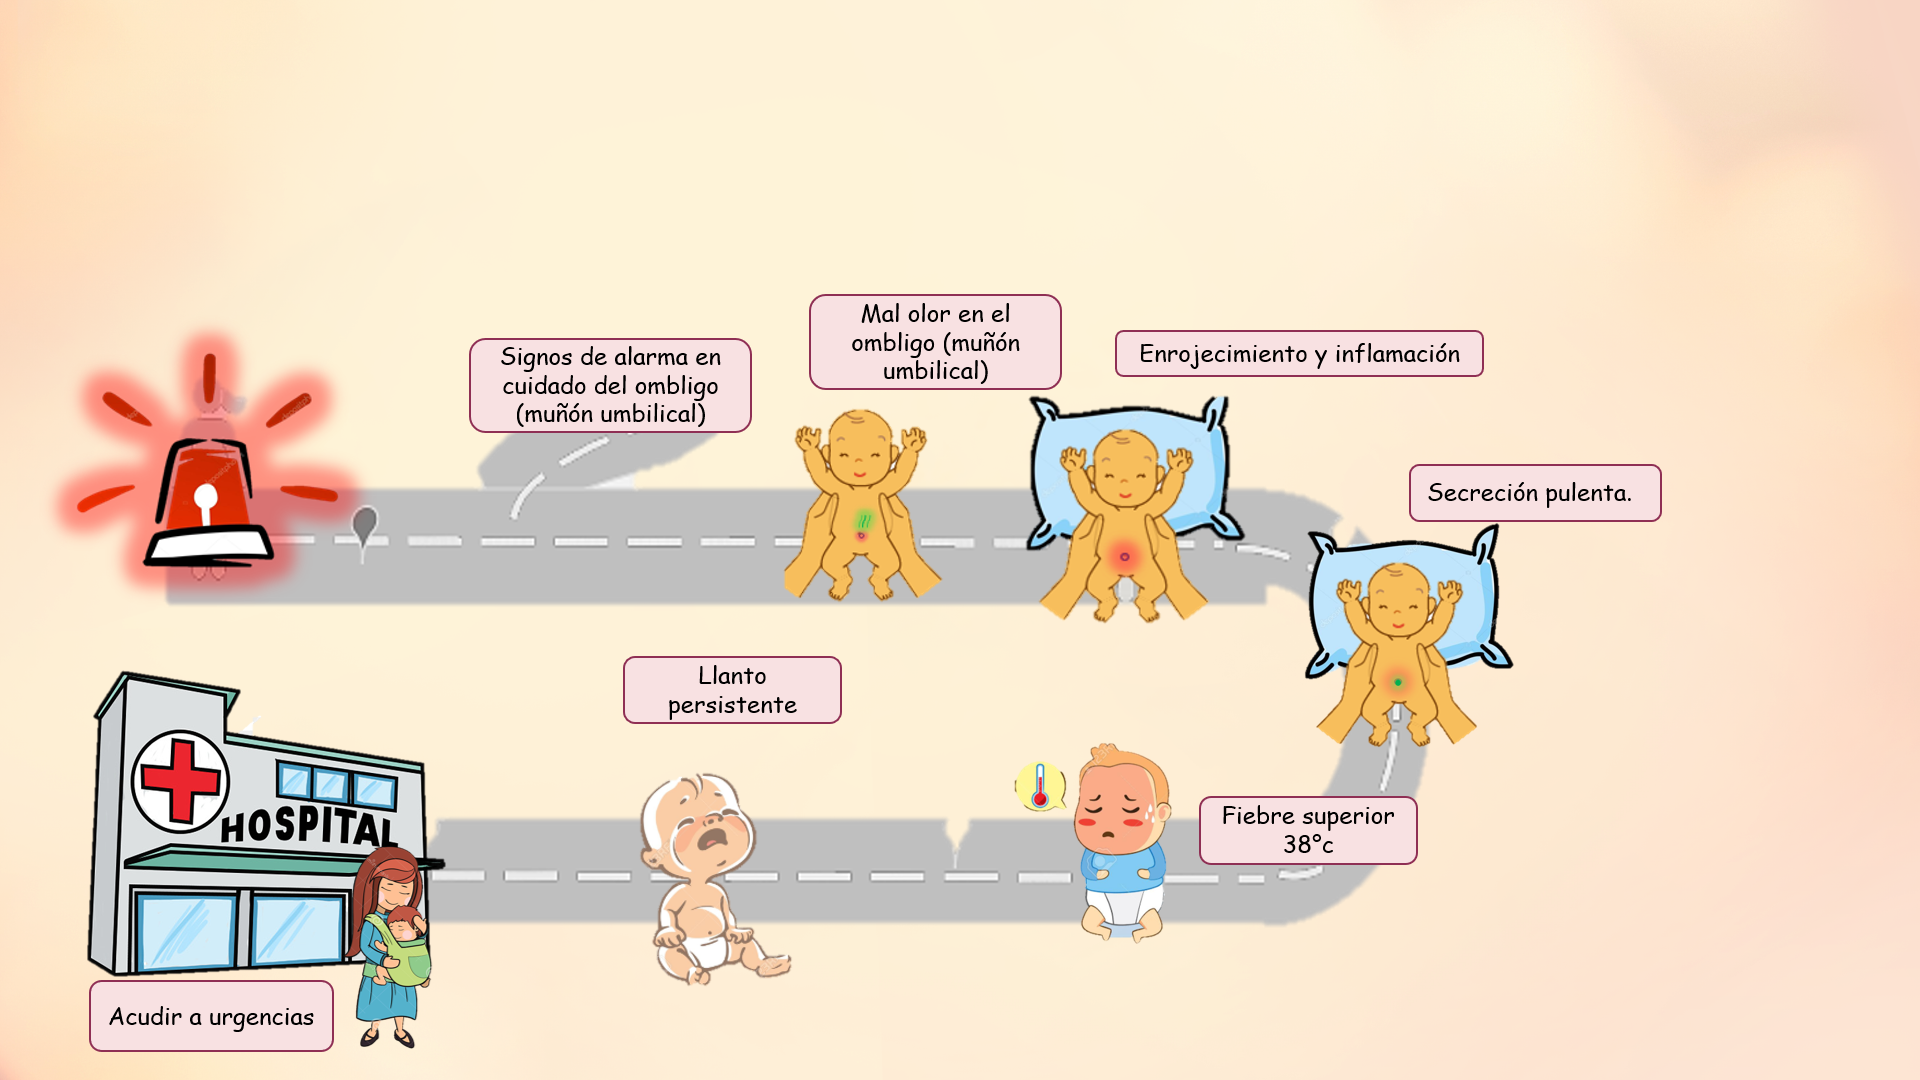 Signos de alarma en
cuidado del ombligo
(muñón umbilical)
Mal olor en el
ombligo (muñón
umbilical)
Enrojecimiento y inflamación
Secreción pulenta.
Fiebre superior
38°c
Llanto
persistente
HOSPITAL
Acudir a urgencias